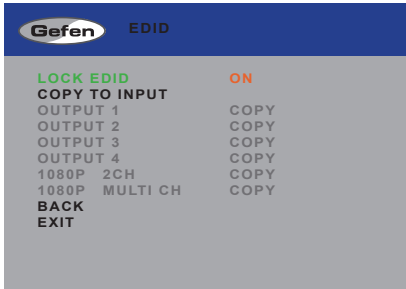 Gefen EDID
LOCK EDID ON
COPY TO INPUT
OUTPUT 1 COPY
OUTPUT 2 COPY
OUTPUT 3 COPY
OUTPUT 4 COPY
1080P 2CH COPY
1080P MULTI CH COPY
BACK
EXIT